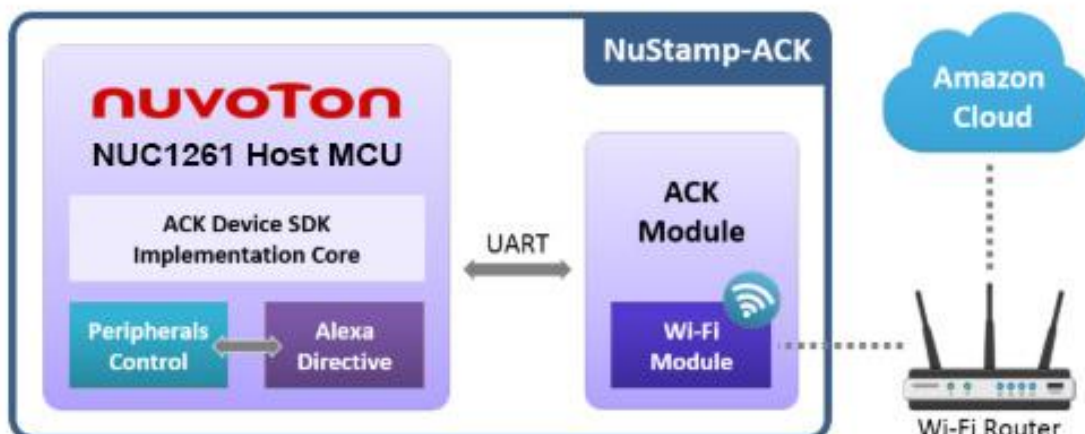 NuStamp-ACK
nuvoTon
NUC1261 Host MCU
ACK Device SDK
Implementation Core
Peripherals
Control
Alexa
Directive
UART
ACK
Module
Wi-Fi
Module
Amazon
Cloud
Wi-Fi Router